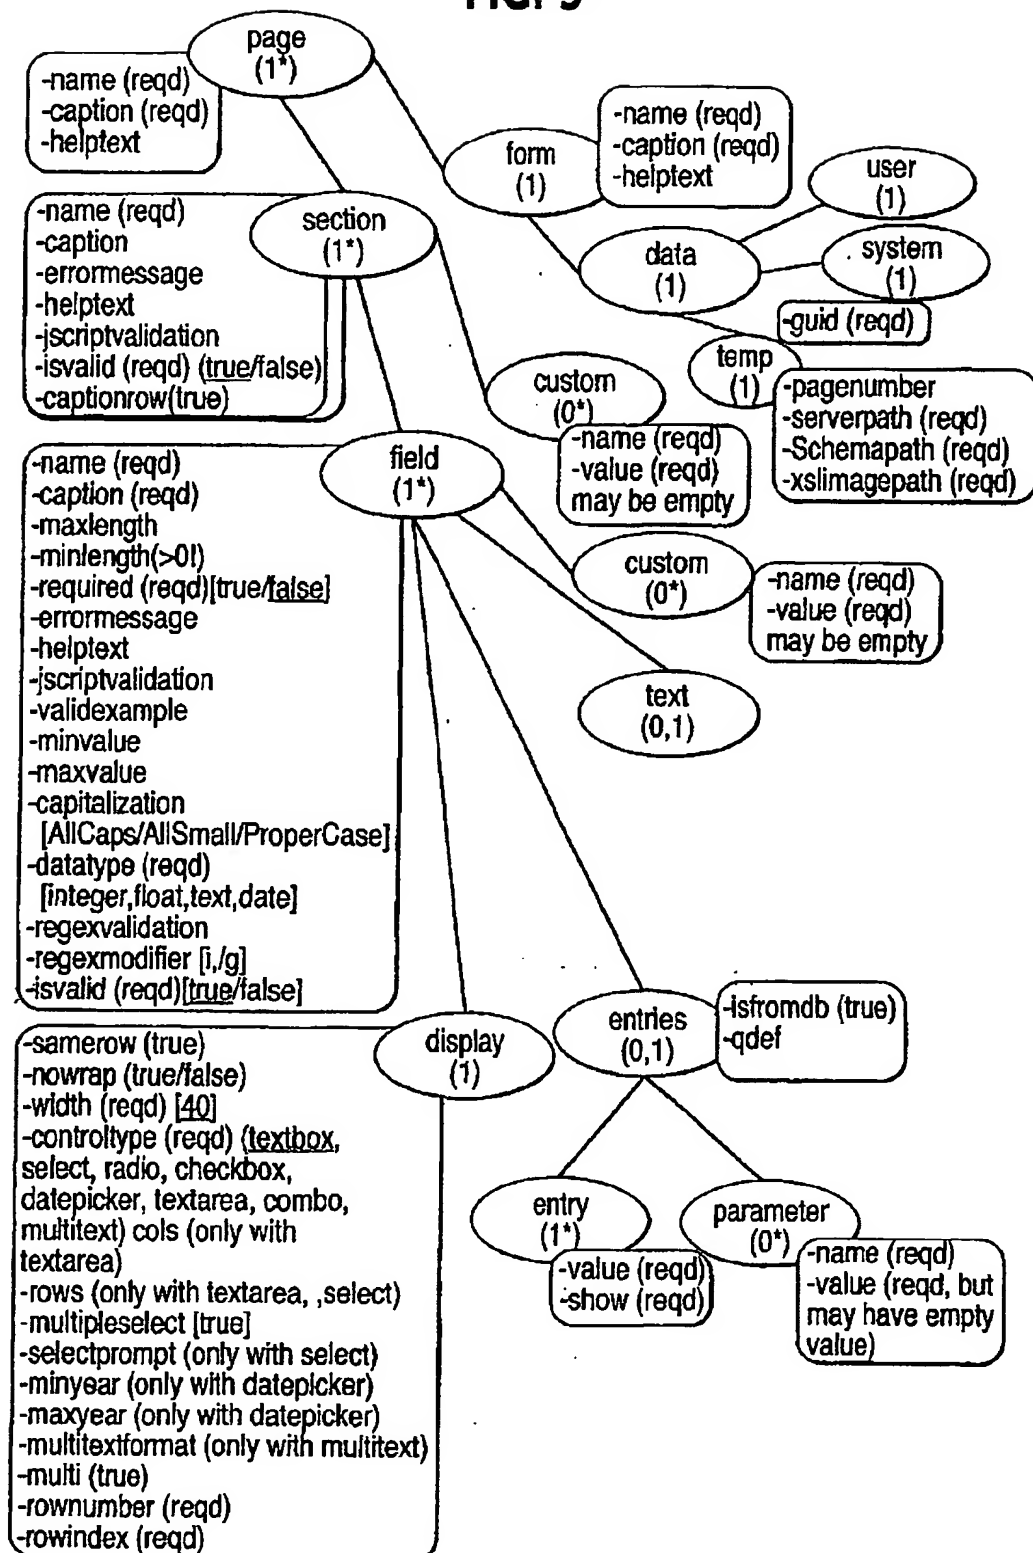 FIG. 9
page
(1*)
-name (reqd)
-caption (reqd)
-helptext
form
(1)
-name (reqd)
-caption (reqd)
-helptext
user
(1)
data
(1)
system
(1)
-guid (reqd)
temp
(1)
-pagenumber
-serverpath (reqd)
-Schemapath (reqd)
-xslimagepath (reqd)
section
(1*)
-name (reqd)
-caption
-errormessage
-helptext
-jscriptvalidation
-isvalid (reqd) (true/false)
-captionrow(true)
custom
(0*)
-name (reqd)
-value (reqd)
may be empty
field
(1*)
-name (reqd)
-caption (reqd)
-maxlength
-minlength(>0!)
-required (reqd)[true/false]
-errormessage
-helptext
-jscriptvalidation
-validexample
-minvalue
-maxvalue
-capitalization
[AllCaps/AllSmall/ProperCase]
-datatype (reqd)
[integer,float,text,date]
-regexvalidation
-regexmodifier [i,/g]
-isvalid (reqd)[true/false]
custom
(0*)
-name (reqd)
-value (reqd)
may be empty
text
(0,1)
display
(1)
-samerow (true)
-nowrap (true/false)
-width (reqd) [40]
-controltype (reqd) (textbox,
select, radio, checkbox,
datepicker, textarea, combo,
multitext) cols (only with
textarea)
-rows (only with textarea, ,select)
-multipleselect [true]
-selectprompt (only with select)
-minyear (only with datepicker)
-maxyear (only with datepicker)
-multitextformat (only with multitext)
-multi (true)
-rownumber (reqd)
-rowindex (reqd)
entries
(0,1)
-isfromdb (true)
-qdef
entry
(1*)
-value (reqd)
-show (reqd)
parameter
(0*)
-name (reqd)
-value (reqd, but
may have empty
value)